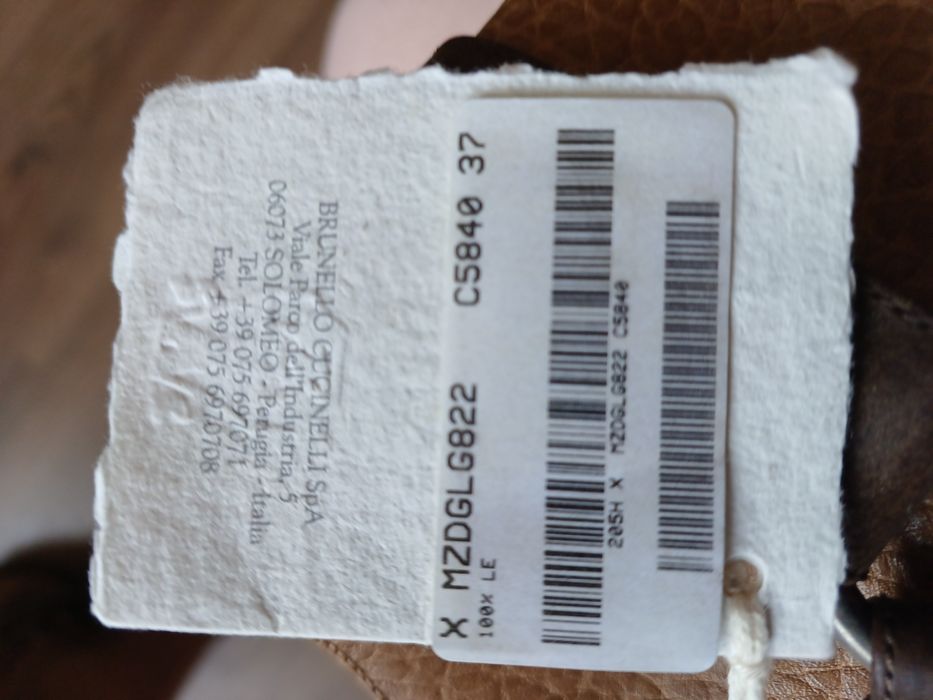 BRUNELLO CUCINELLI SpA
Viale Parco dell'Industria, 5
06073 SOLOMEO - Perugia - Italia
Tel. +39 075 697071
Fax +39 075 6970708
X MZDGLG822 C5840 37
100% LE
205H X MZDGLG822 C5840